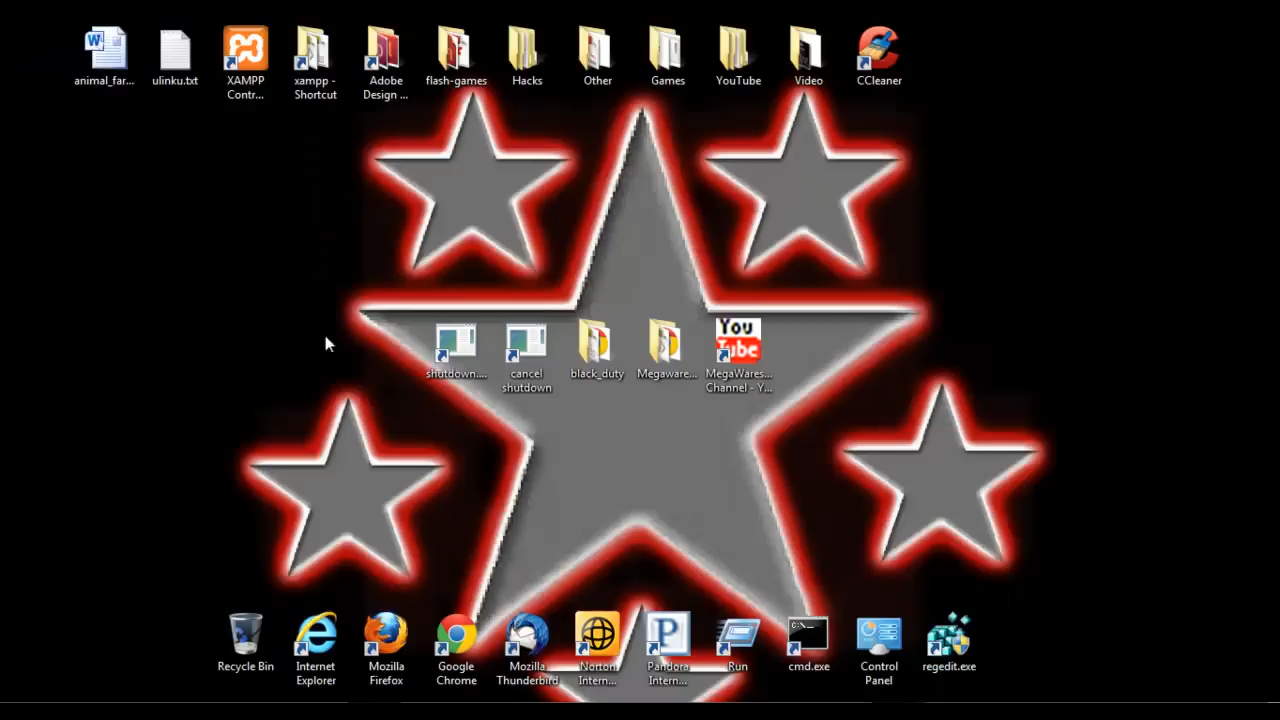 animal_far...
ulinku.txt
XAMPP
Contr...
xampp -
Shortcut
Adobe
Design ...
flash-games
Hacks
Other
Games
YouTube
Video
CCleaner
shutdown....
cancel
shutdown
black_duty
Megaware...
You
Tube
MegaWares...
Channel - Y...
Recycle Bin
Internet
Explorer
Mozilla
Firefox
Google
Chrome
Mozilla
Thunderbird
Norton
Intern...
Pandora
Intern...
Run
C:\_
cmd.exe
Control
Panel
regedit.exe